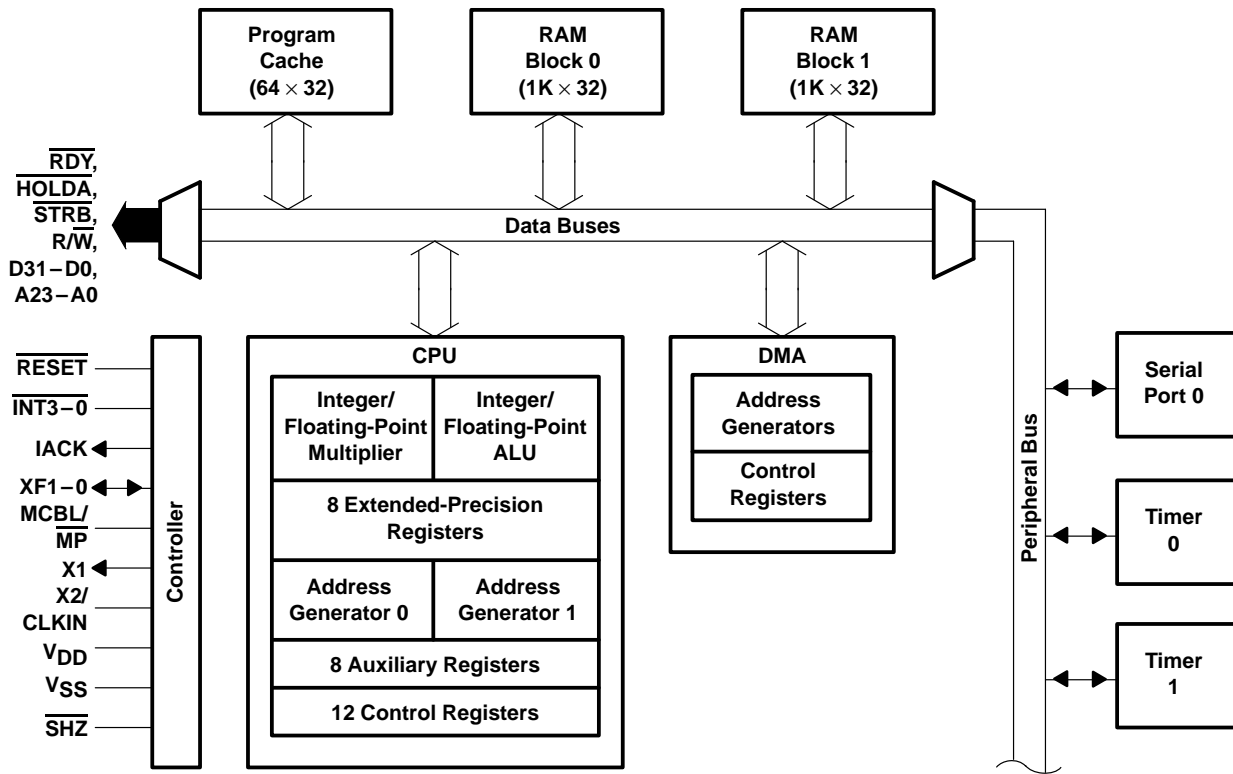 Program
Cache
(64 × 32)
RAM
Block 0
(1K × 32)
RAM
Block 1
(1K × 32)
RDY,
HOLDA,
STRB,
R/W,
D31–D0,
A23–A0
Data Buses
RESET
INT3–0
IACK
XF1–0
MCBL/
MP
X1
X2/
CLKIN
VDD
VSS
SHZ
Controller
CPU
Integer/
Floating-Point
Multiplier
Integer/
Floating-Point
ALU
8 Extended-Precision
Registers
Address
Generator 0
Address
Generator 1
8 Auxiliary Registers
12 Control Registers
DMA
Address
Generators
Control
Registers
Peripheral Bus
Serial
Port 0
Timer
0
Timer
1